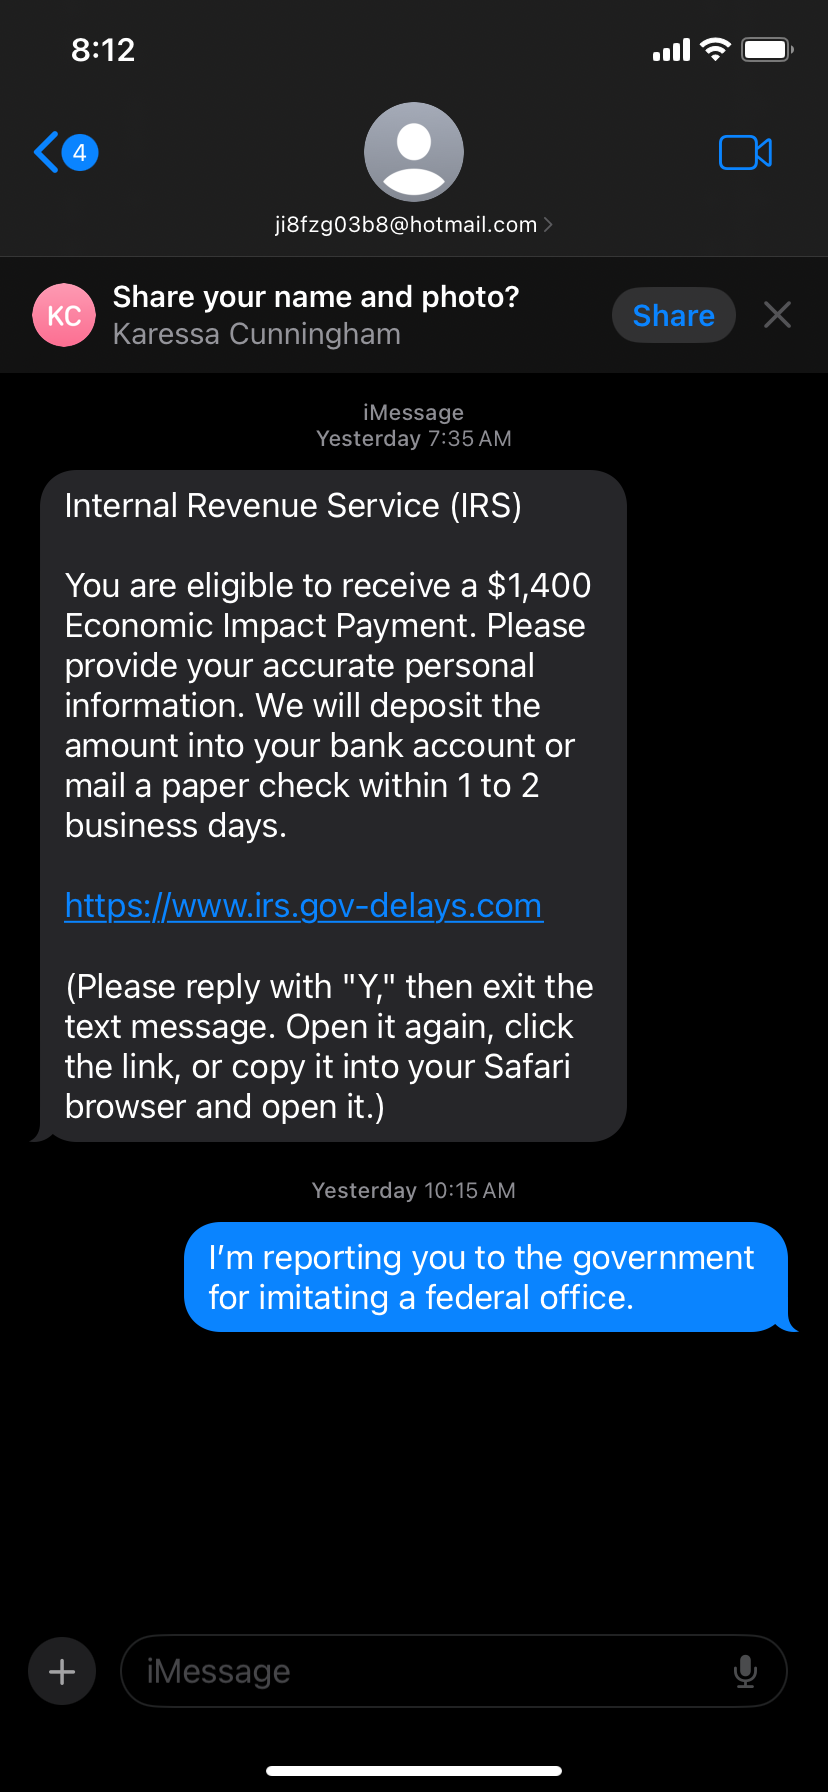 8:12
4
ji8fzg03b8@hotmail.com
KC
Share your name and photo?
Karessa Cunningham
Share
iMessage
Yesterday 7:35 AM
Internal Revenue Service (IRS)
You are eligible to receive a $1,400
Economic Impact Payment. Please
provide your accurate personal
information. We will deposit the
amount into your bank account or
mail a paper check within 1 to 2
business days.
https://www.irs.gov-delays.com
(Please reply with "Y," then exit the
text message. Open it again, click
the link, or copy it into your Safari
browser and open it.)
Yesterday 10:15 AM
I’m reporting you to the government
for imitating a federal office.
iMessage